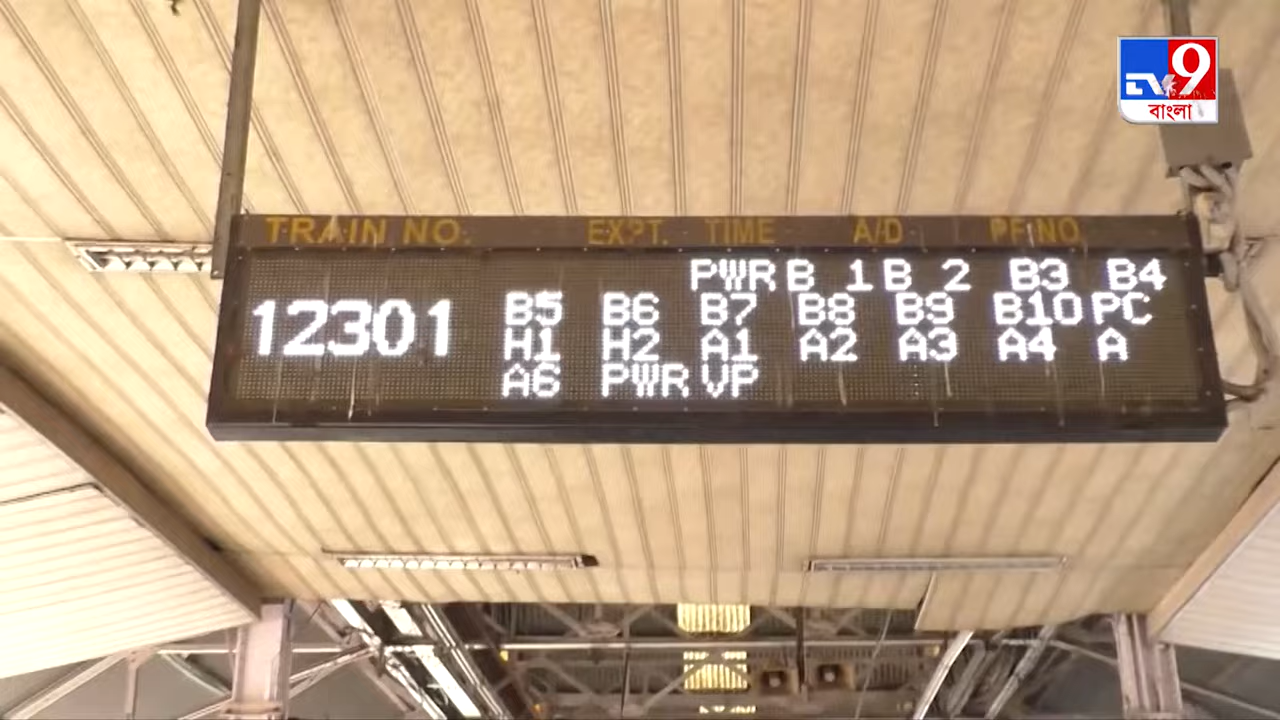 TV9
বাংলা
TRAIN NO. EXPT. TIME A/D PF NO.
PWR B 1 B 2 B3 B4
12301 B5 B6 B7 B8 B9 B10 PC
H1 H2 A1 A2 A3 A4 A
A6 PWR VP